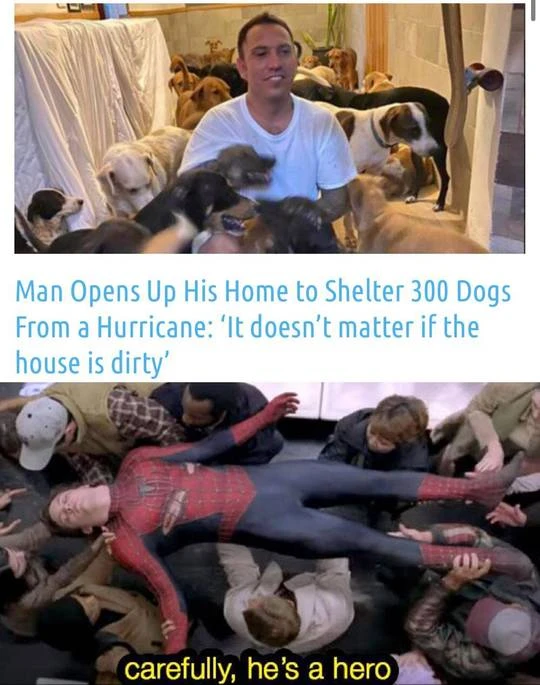 Man Opens Up His Home to Shelter 300 Dogs
From a Hurricane: ‘It doesn’t matter if the
house is dirty’
carefully, he's a hero